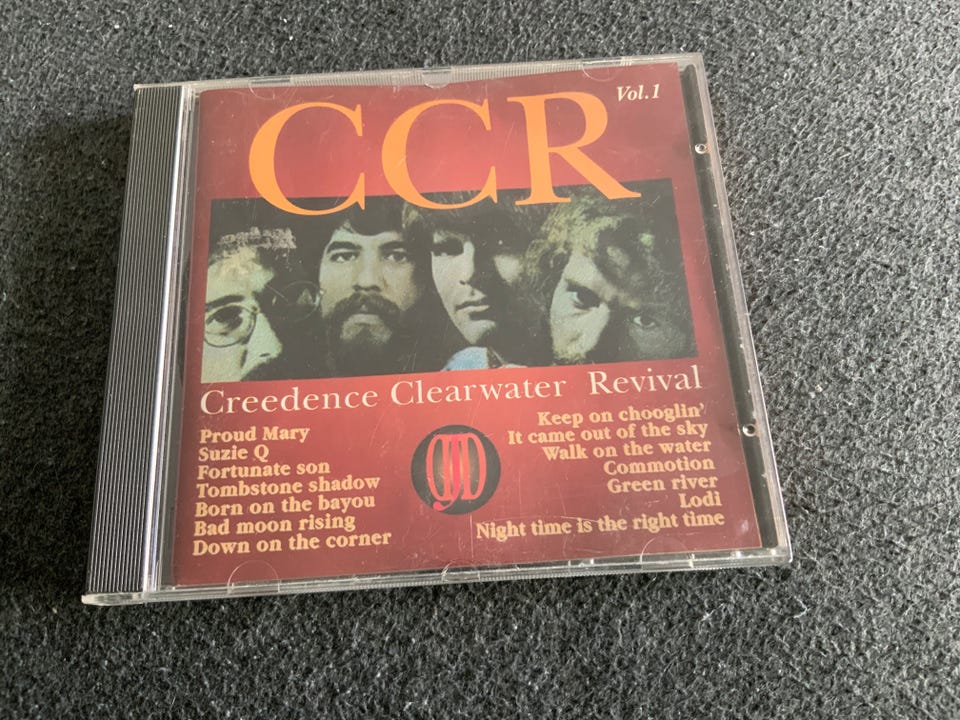 CCR
Vol.1
Creedence Clearwater Revival
Proud Mary
Suzie Q
Fortunate son
Tombstone shadow
Born on the bayou
Bad moon rising
Down on the corner
Keep on chooglin'
It came out of the sky
Walk on the water
Commotion
Green river
Lodi
Night time is the right time